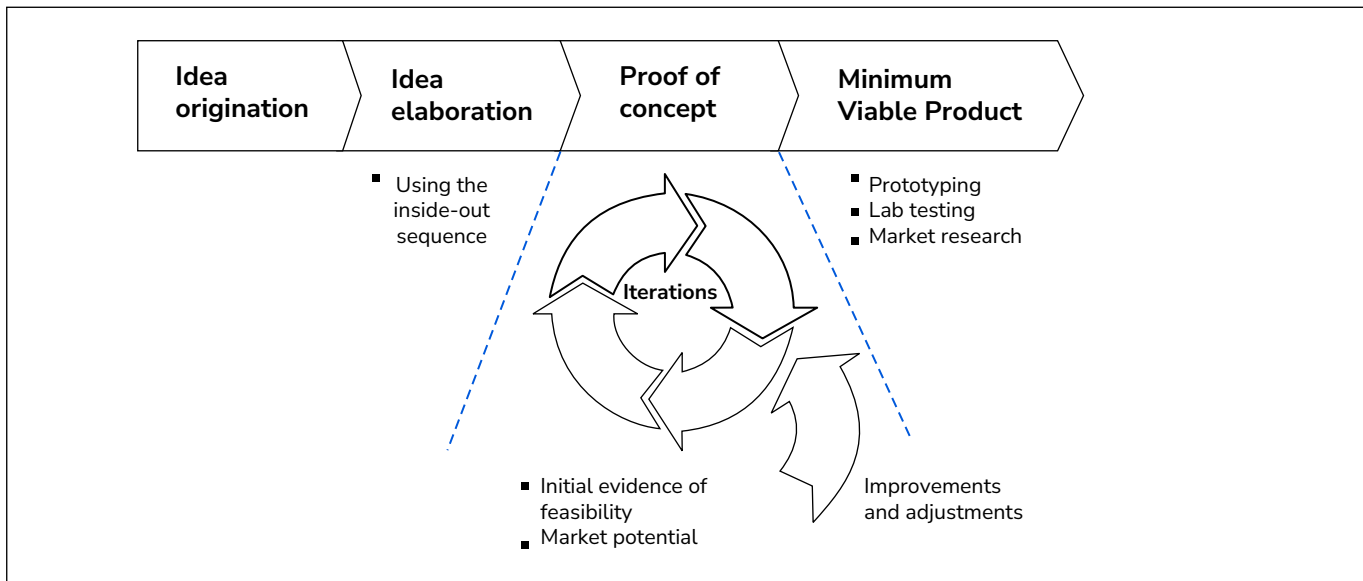 Idea
origination
Idea
elaboration
Proof of
concept
Minimum
Viable Product
Using the
inside-out
sequence
Prototyping
Lab testing
Market research
Iterations
Initial evidence of
feasibility
Market potential
Improvements
and adjustments